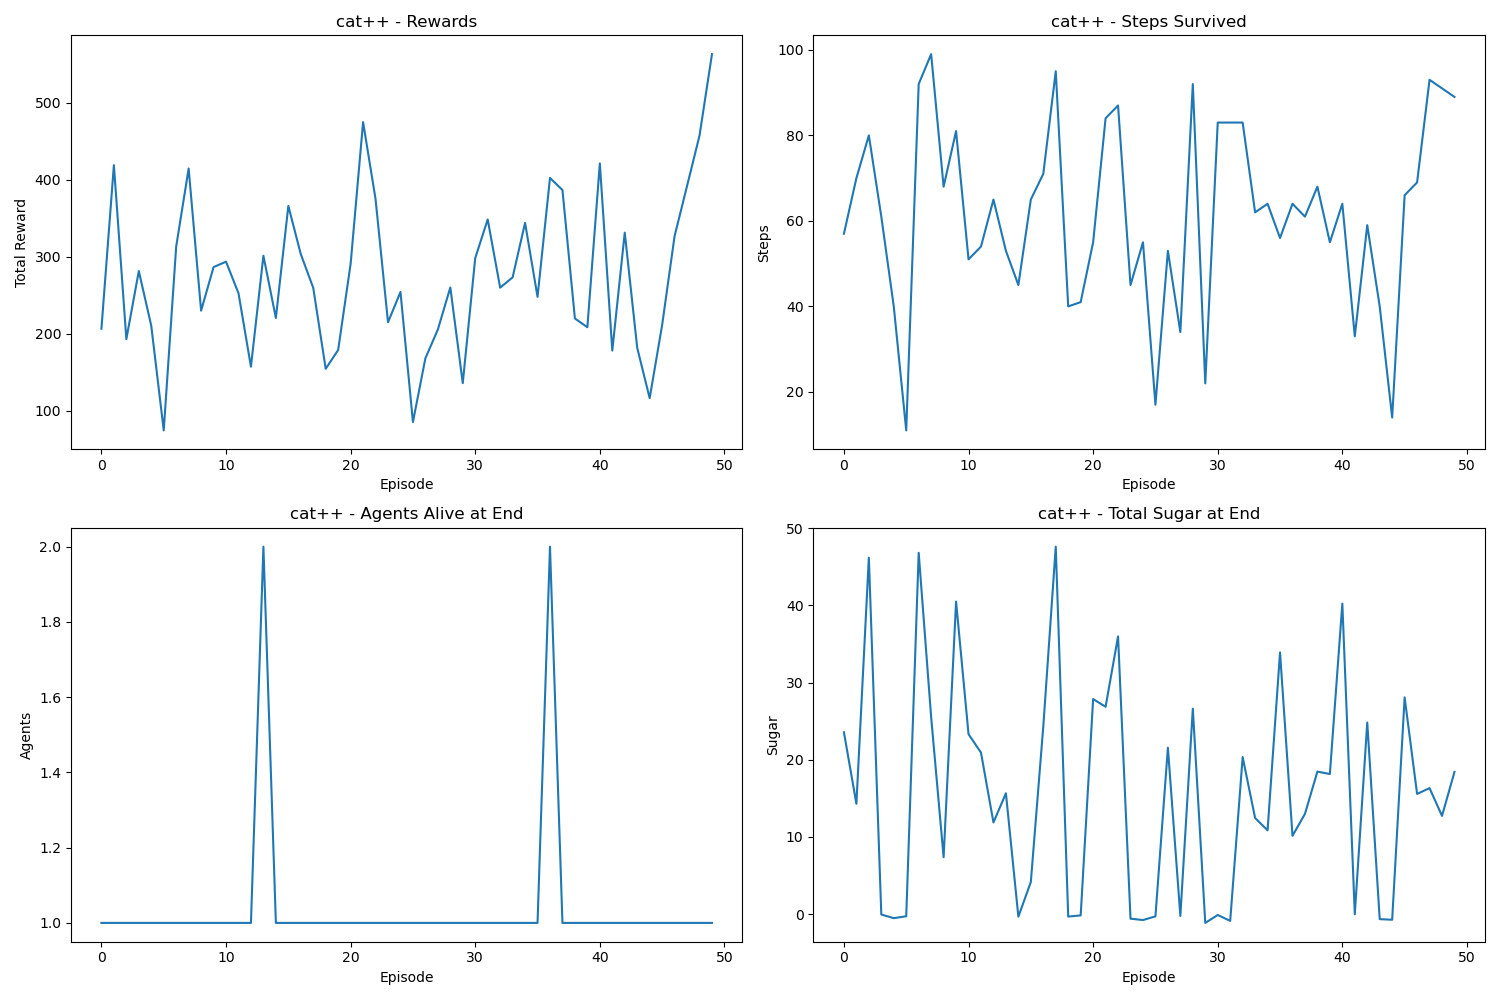 cat++ - Rewards
Total Reward
500
400
300
200
100
0 10 20 30 40 50
Episode
cat++ - Steps Survived
Steps
100
80
60
40
20
0 10 20 30 40 50
Episode
cat++ - Agents Alive at End
Agents
2.0
1.8
1.6
1.4
1.2
1.0
0 10 20 30 40 50
Episode
cat++ - Total Sugar at End
Sugar
50
40
30
20
10
0
0 10 20 30 40 50
Episode